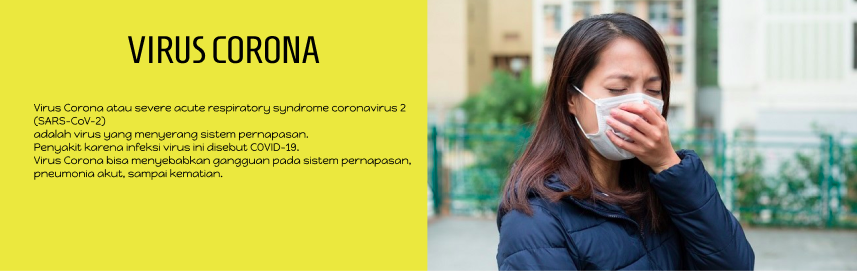 VIRUS CORONA
Virus Corona atau severe acute respiratory syndrome coronavirus 2
(SARS-CoV-2)
adalah virus yang menyerang sistem pernapasan.
Penyakit karena infeksi virus ini disebut COVID-19.
Virus Corona bisa menyebabkan gangguan pada sistem pernapasan,
pneumonia akut, sampai kematian.